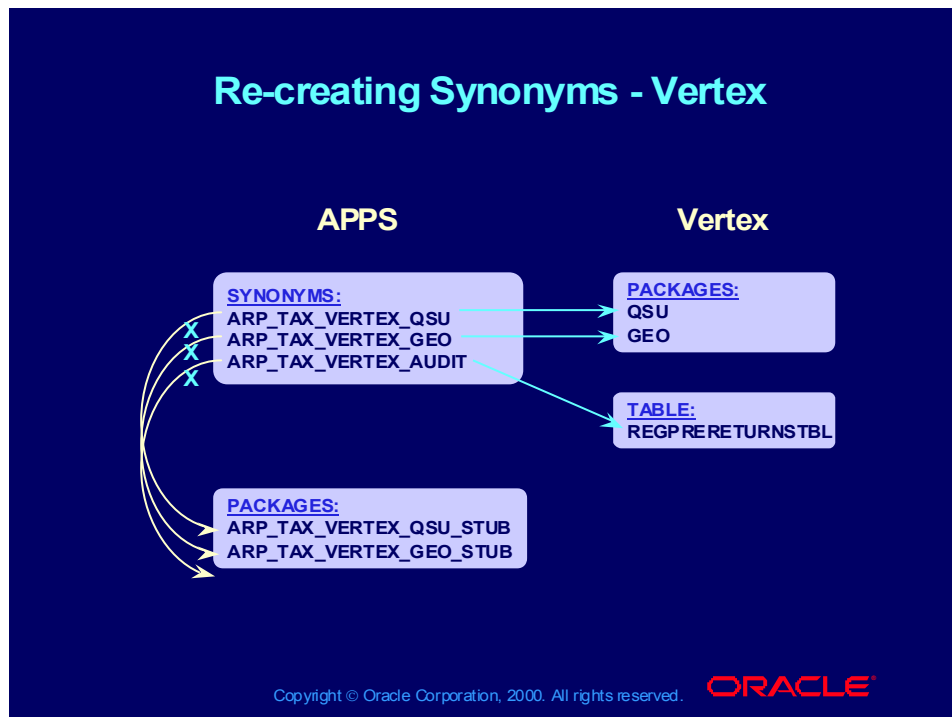 Re-creating Synonyms - Vertex
APPS
Vertex
SYNONYMS:
ARP_TAX_VERTEX_QSU
ARP_TAX_VERTEX_GEO
ARP_TAX_VERTEX_AUDIT
X
X
X
PACKAGES:
QSU
GEO
TABLE:
REGPRERETURNSTBL
PACKAGES:
ARP_TAX_VERTEX_QSU_STUB
ARP_TAX_VERTEX_GEO_STUB
Copyright © Oracle Corporation, 2000. All rights reserved.
ORACLE®